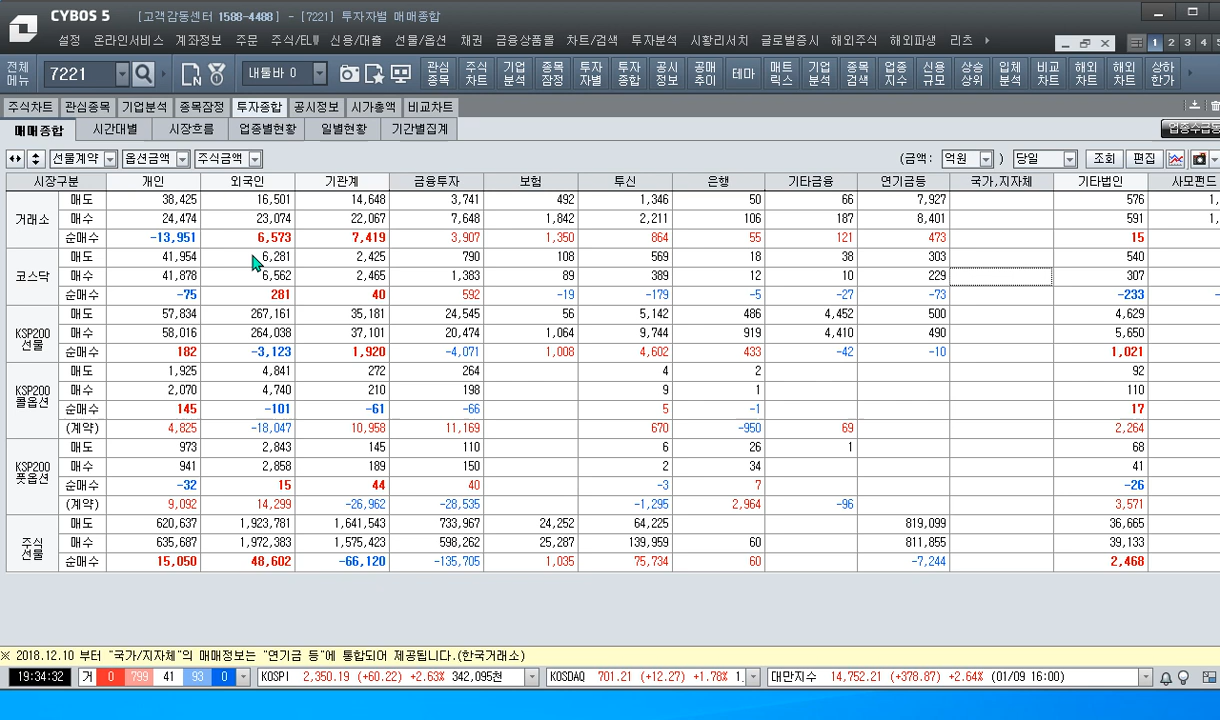 CYBOS 5 [고객감동센터 1588-4488] - [7221] 투자자별 매매종합
설정 온라인서비스 계좌정보 주문 주식/ELW 신용/대출 선물/옵션 채권 금융상품몰 차트/검색 투자분석 시황리서치 글로벌증시 해외주식 해외파생 리츠 1 2 3 4
전체메뉴 7221 내툴바 0 관심종목 주식차트 기업분석 종목잠정 투자자별 투자종합 공시정보 공매추이 테마 매트릭스 기업분석 종목검색 업종지수 신용규모 상승상위 입체분석 비교차트 해외차트 해외차트 상하한가
주식차트 관심종목 기업분석 종목잠정 투자종합 공시정보 시가총액 비교차트
매매종합 시간대별 시장흐름 업종별현황 일별현황 기간별집계 업종수급동
선물계약 옵션금액 주식금액 (금액: 억원 ) 당일 조회 편집
시장구분 개인 외국인 기관계 금융투자 보험 투신 은행 기타금융 연기금등 국가,지자체 기타법인 사모펀드
거래소 매도 38,425 16,501 14,648 3,741 492 1,346 50 66 7,927 576 1,
매수 24,474 23,074 22,067 7,648 1,842 2,211 106 187 8,401 591 1,
순매수 -13,951 6,573 7,419 3,907 1,350 864 55 121 473 15
코스닥 매도 41,954 6,281 2,425 790 108 569 18 38 303 540
매수 41,878 6,562 2,465 1,383 89 389 12 10 229 307
순매수 -75 281 40 592 -19 -179 -5 -27 -73 -233
KSP200 선물 매도 57,834 267,161 35,181 24,545 56 5,142 486 4,452 500 4,629
매수 58,016 264,038 37,101 20,474 1,064 9,744 919 4,410 490 5,650
순매수 182 -3,123 1,920 -4,071 1,008 4,602 433 -42 -10 1,021
KSP200 콜옵션 매도 1,925 4,841 272 264 4 2 92
매수 2,070 4,740 210 198 9 1 110
순매수 145 -101 -61 -66 5 -1 17
(계약) 4,825 -18,047 10,958 11,169 670 -950 69 2,264
KSP200 풋옵션 매도 973 2,843 145 110 6 26 1 68
매수 941 2,858 189 150 2 34 41
순매수 -32 15 44 40 -3 7 -26
(계약) 9,092 14,299 -26,962 -28,535 -1,295 2,964 -96 3,571
주식 선물 매도 620,637 1,923,781 1,641,543 733,967 24,252 64,225 819,099 36,665
매수 635,687 1,972,383 1,575,423 598,262 25,287 139,959 60 811,855 39,133
순매수 15,050 48,602 -66,120 -135,705 1,035 75,734 60 -7,244 2,468
※ 2018.12.10 부터 "국가/지자체"의 매매정보는 "연기금 등"에 통합되어 제공됩니다.(한국거래소)
19:34:32 거 0 799 41 93 0 KOSPI 2,350.19 (+60.22) +2.63% 342,095천 KOSDAQ 701.21 (+12.27) +1.78% 1. 대만지수 14,752.21 (+378.87) +2.64% (01/09 16:00)